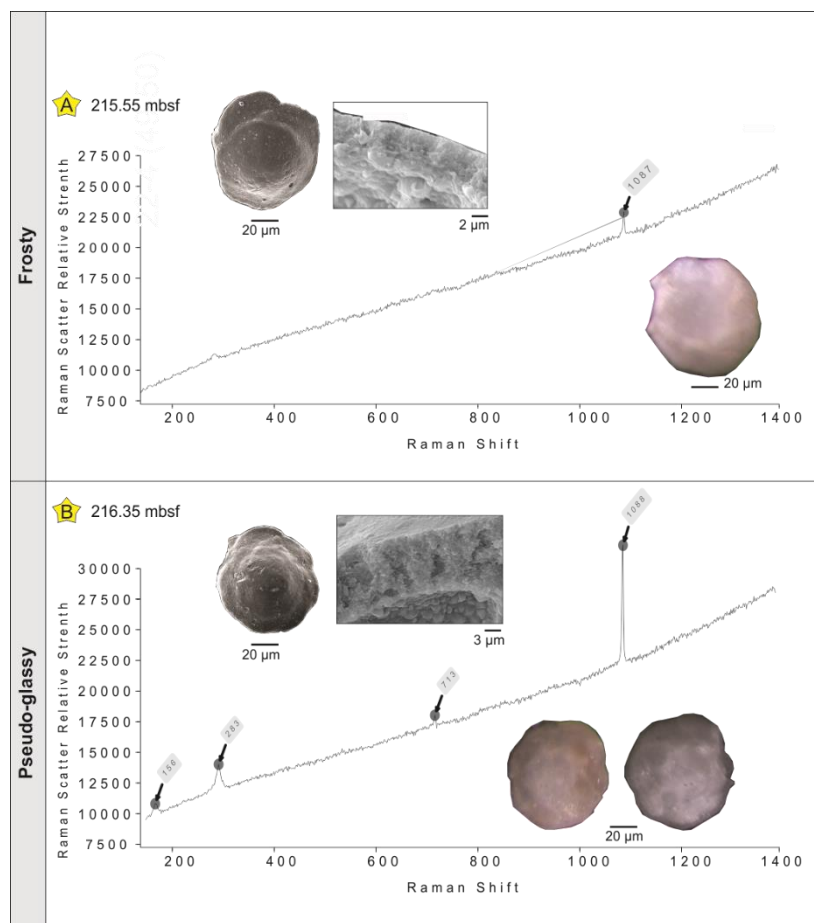 Frosty
A 215.55 mbsf
20 µm
2 µm
Raman Scatter Relative Strenth
27500
25000
22500
20000
17500
15000
12500
10000
7500
1087
20 µm
200 400 600 800 1000 1200 1400
Raman Shift
Pseudo-glassy
B 216.35 mbsf
20 µm
3 µm
Raman Scatter Relative Strenth
30000
27500
25000
22500
20000
17500
15000
12500
10000
7500
156
283
713
1088
20 µm
200 400 600 800 1000 1200 1400
Raman Shift